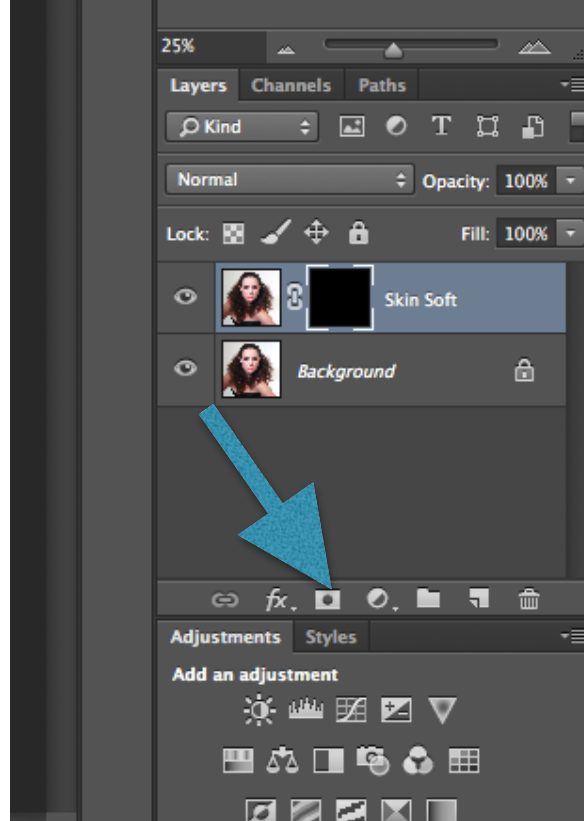 25%
Layers Channels Paths
Kind
Normal Opacity: 100%
Lock: Fill: 100%
Skin Soft
Background
fx.
Adjustments Styles
Add an adjustment